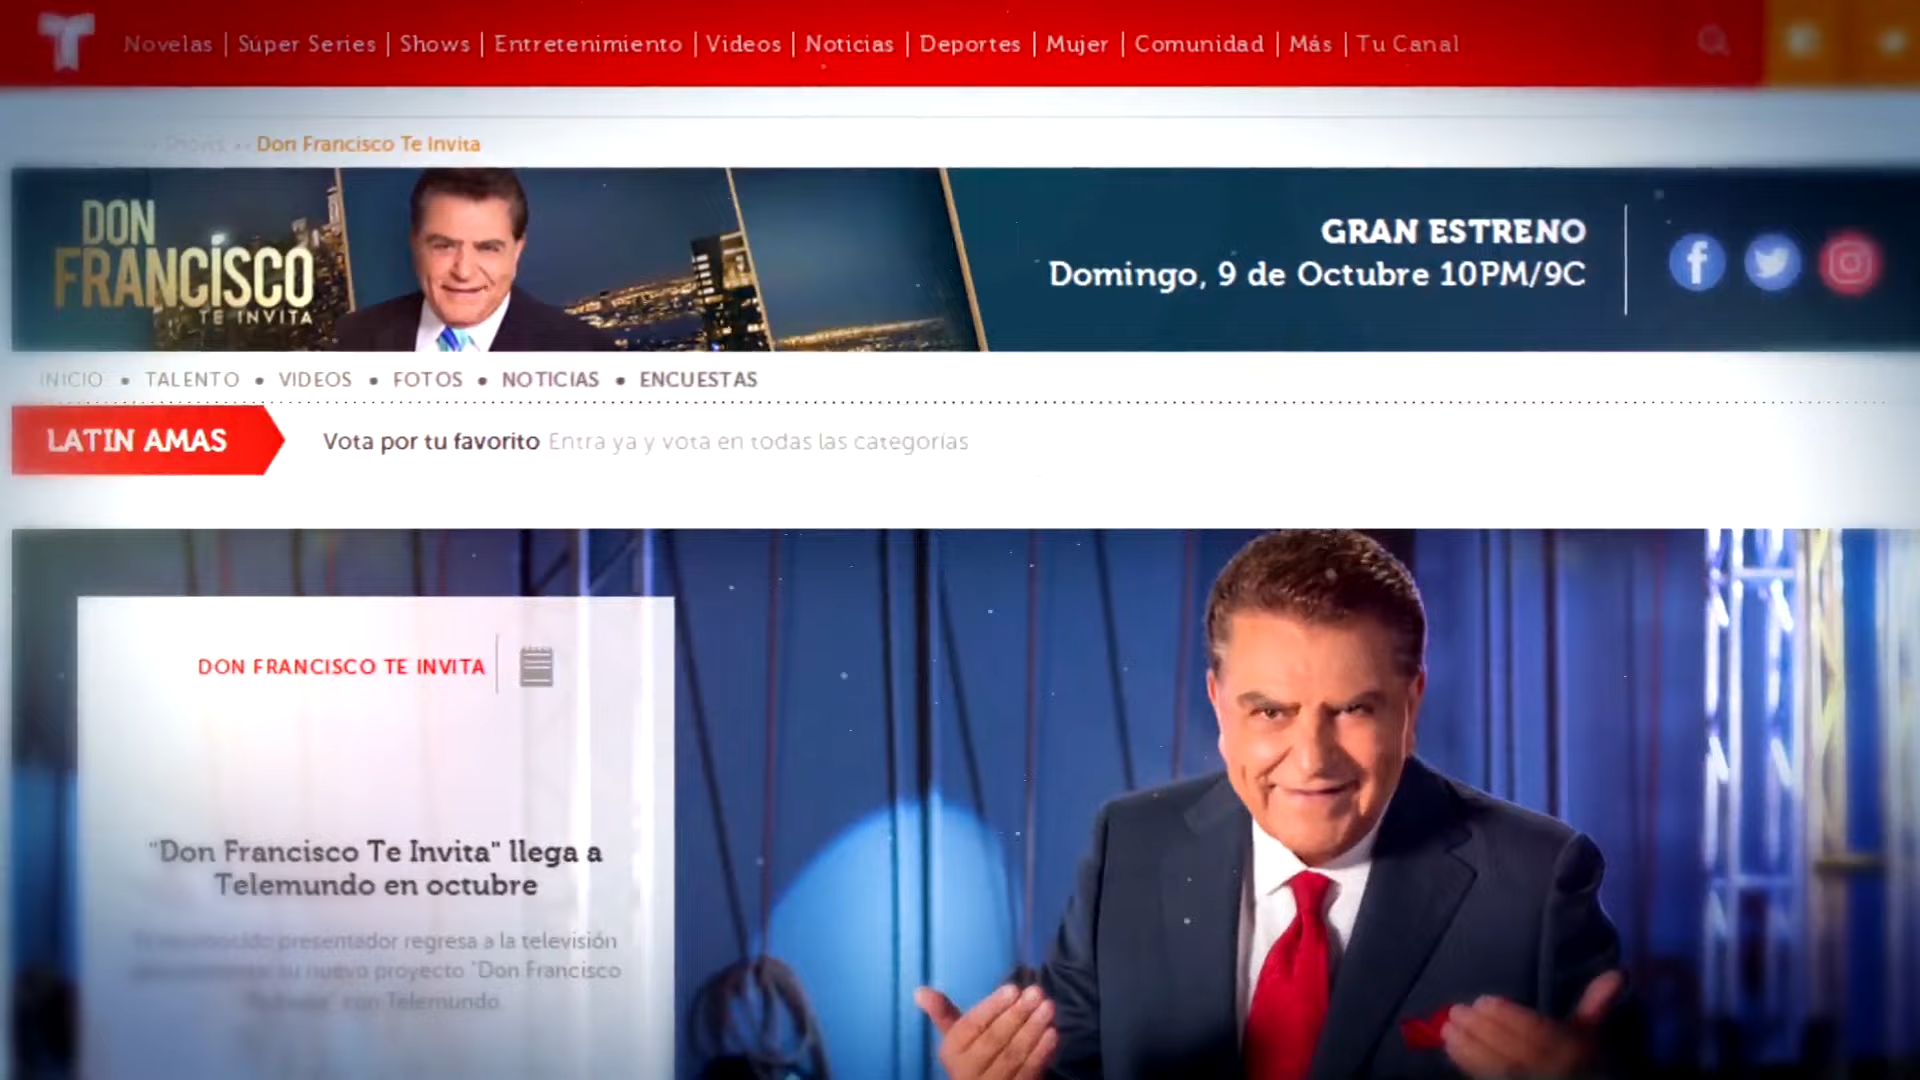 Novelas | Súper Series | Shows | Entretenimiento | Videos | Noticias | Deportes | Mujer | Comunidad | Más | Tu Canal
Shows ·· Don Francisco Te Invita
DON
FRANCISCO
TE INVITA
GRAN ESTRENO
Domingo, 9 de Octubre 10PM/9C
INICIO • TALENTO • VIDEOS • FOTOS • NOTICIAS • ENCUESTAS
LATIN AMAS
Vota por tu favorito Entra ya y vota en todas las categorías
DON FRANCISCO TE INVITA
"Don Francisco Te Invita" llega a
Telemundo en octubre
presentador regresa a la televisión
su nuevo proyecto "Don Francisco
con Telemundo